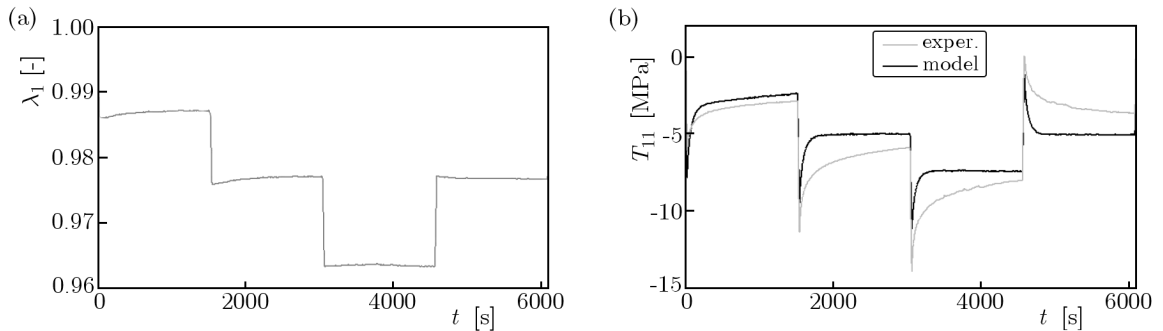 (a)
1.00
0.99
0.98
0.97
0.96
λ1 [-]
0 2000 4000 6000
t [s]
(b)
0
-5
-10
-15
T11 [MPa]
exper.
model
0 2000 4000 6000
t [s]